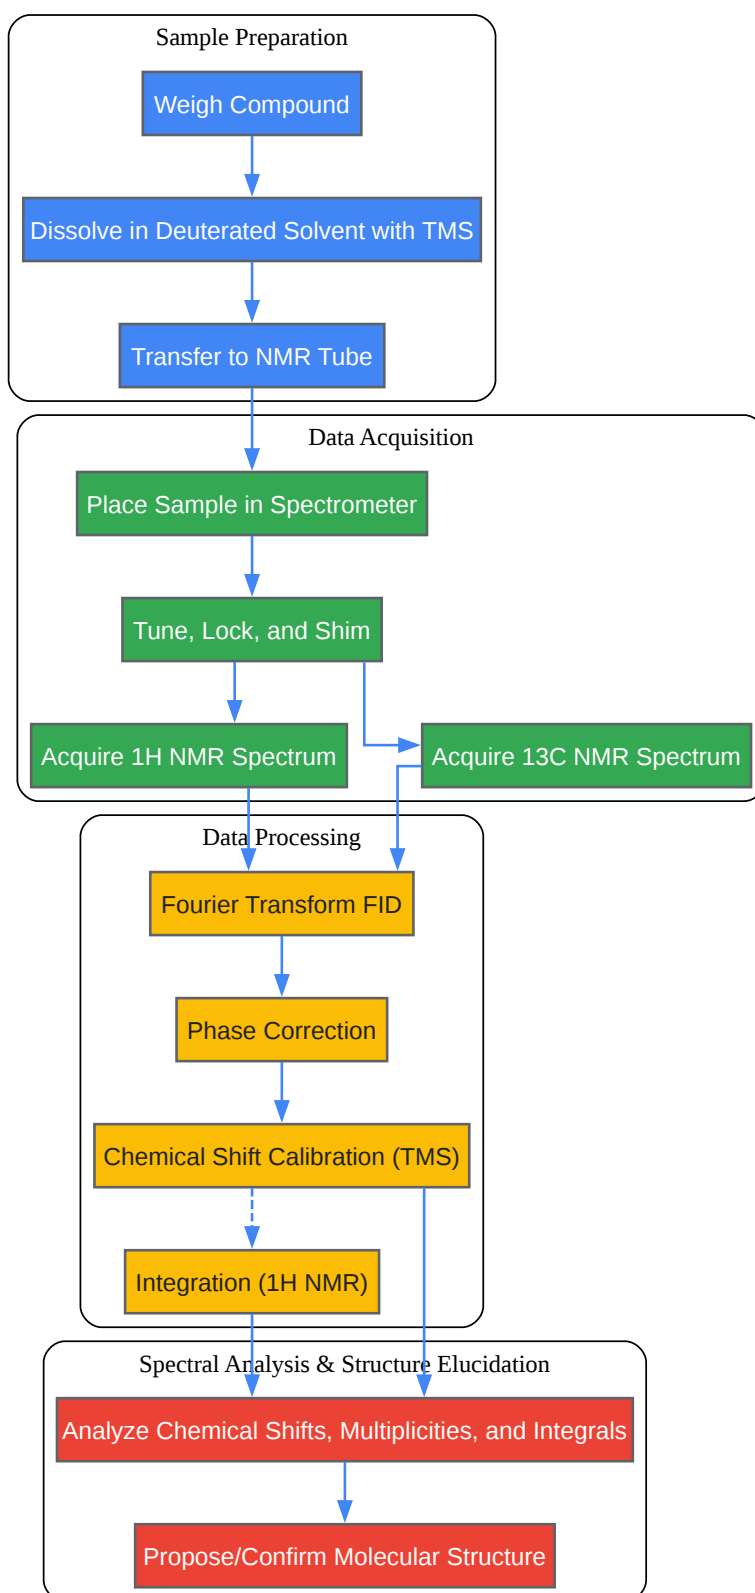 Sample Preparation
Weigh Compound
Dissolve in Deuterated Solvent with TMS
Transfer to NMR Tube
Data Acquisition
Place Sample in Spectrometer
Tune, Lock, and Shim
Acquire 1H NMR Spectrum
Acquire 13C NMR Spectrum
Data Processing
Fourier Transform FID
Phase Correction
Chemical Shift Calibration (TMS)
Integration (1H NMR)
Spectral Analysis & Structure Elucidation
Analyze Chemical Shifts, Multiplicities, and Integrals
Propose/Confirm Molecular Structure